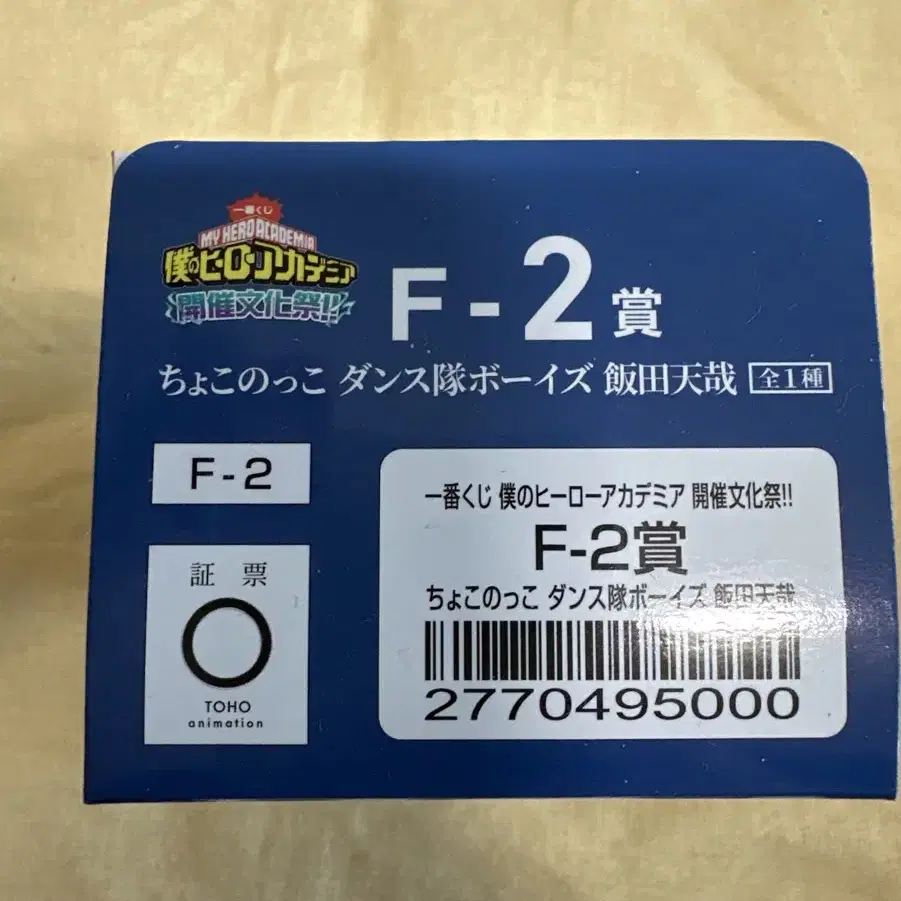 一番くじ
MY HERO ACADEMIA
僕のヒーローアカデミア
開催文化祭!!
F-2賞
ちょこのっこ ダンス隊ボーイズ 飯田天哉 全1種
F-2
証票
TOHO
animation
一番くじ 僕のヒーローアカデミア 開催文化祭!!
F-2賞
ちょこのっこ ダンス隊ボーイズ 飯田天哉
2770495000